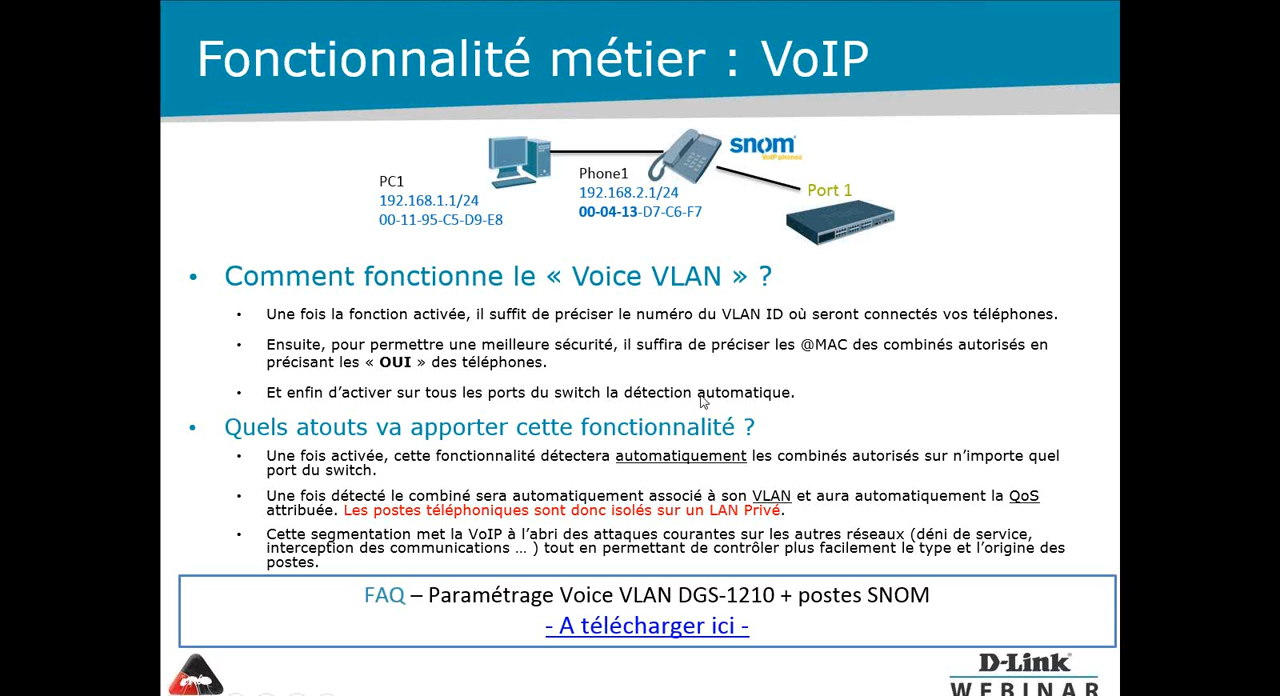 Fonctionnalité métier : VoIP
snom
VoIP phones
PC1
192.168.1.1/24
00-11-95-C5-D9-E8
Phone1
192.168.2.1/24
00-04-13-D7-C6-F7
Port 1
• Comment fonctionne le « Voice VLAN » ?
• Une fois la fonction activée, il suffit de préciser le numéro du VLAN ID où seront connectés vos téléphones.
• Ensuite, pour permettre une meilleure sécurité, il suffira de préciser les @MAC des combinés autorisés en
précisant les « OUI » des téléphones.
• Et enfin d’activer sur tous les ports du switch la détection automatique.
• Quels atouts va apporter cette fonctionnalité ?
• Une fois activée, cette fonctionnalité détectera automatiquement les combinés autorisés sur n’importe quel
port du switch.
• Une fois détecté le combiné sera automatiquement associé à son VLAN et aura automatiquement la QoS
attribuée. Les postes téléphoniques sont donc isolés sur un LAN Privé.
• Cette segmentation met la VoIP à l’abri des attaques courantes sur les autres réseaux (déni de service,
interception des communications … ) tout en permettant de contrôler plus facilement le type et l’origine des
postes.
FAQ – Paramétrage Voice VLAN DGS-1210 + postes SNOM
- A télécharger ici -
D-Link
WEBINAR